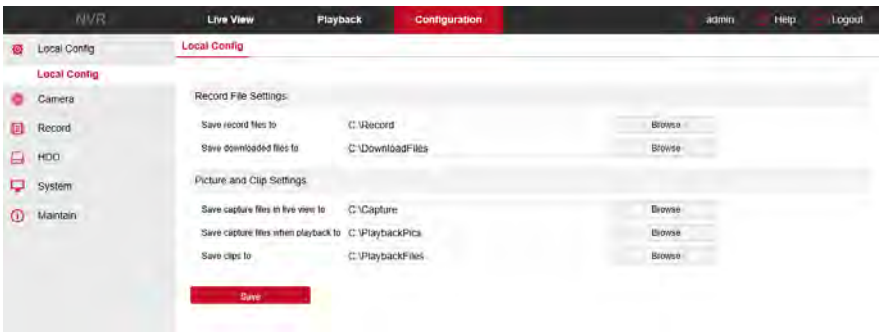 NVR Live View Playback Configuration admin Help Logout
Local Config
Local Config
Camera
Record
HDD
System
Maintain
Local Config
Record File Settings
Save record files to C:\Record Browse
Save downloaded files to C:\DownloadFiles Browse
Picture and Clip Settings
Save capture files in live view to C:\Capture Browse
Save capture files when playback to C:\PlaybackPics Browse
Save clips to C:\PlaybackFiles Browse
Save